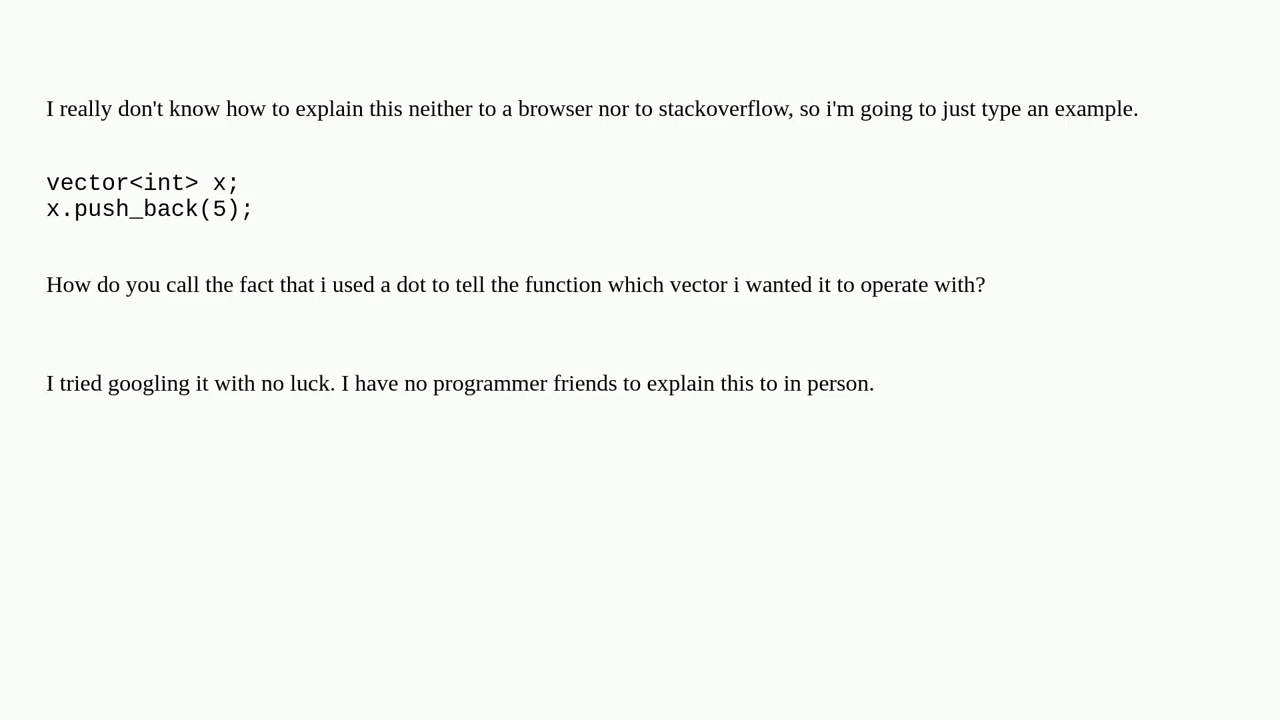 I really don't know how to explain this neither to a browser nor to stackoverflow, so i'm going to just type an example.
vector<int> x;
x.push_back(5);
How do you call the fact that i used a dot to tell the function which vector i wanted it to operate with?
I tried googling it with no luck. I have no programmer friends to explain this to in person.